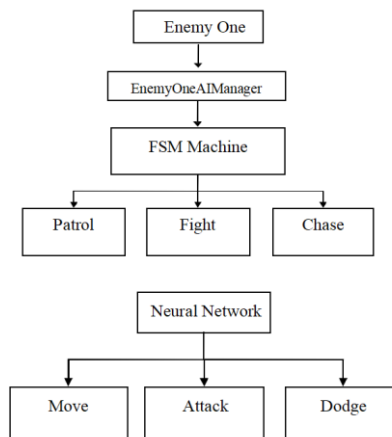 Enemy One
EnemyOneAIManager
FSM Machine
Patrol
Fight
Chase
Neural Network
Move
Attack
Dodge